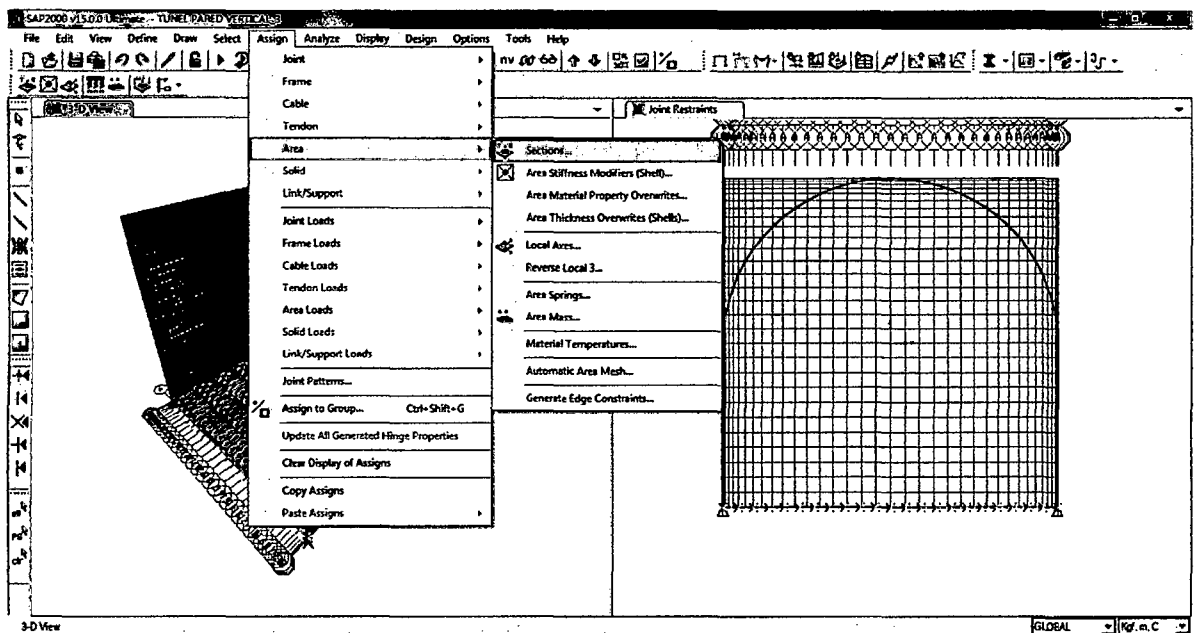 SAP2000 v15.0.0 Ultimate - TUNEL PARED VERTICAL-3
File Edit View Define Draw Select Assign Analyze Display Design Options Tools Help
nv
3-D View
Joint Restraints
Joint
Frame
Cable
Tendon
Area
Solid
Link/Support
Joint Loads
Frame Loads
Cable Loads
Tendon Loads
Area Loads
Solid Loads
Link/Support Loads
Joint Patterns...
Assign to Group... Ctrl+Shift+G
Update All Generated Hinge Properties
Clear Display of Assigns
Copy Assigns
Paste Assigns
Sections...
Area Stiffness Modifiers (Shell)...
Area Material Property Overwrites...
Area Thickness Overwrites (Shells)...
Local Axes...
Reverse Local 3...
Area Springs...
Area Mass...
Material Temperatures...
Automatic Area Mesh...
Generate Edge Constraints...
3-D View
GLOBAL
Kgf, m, C